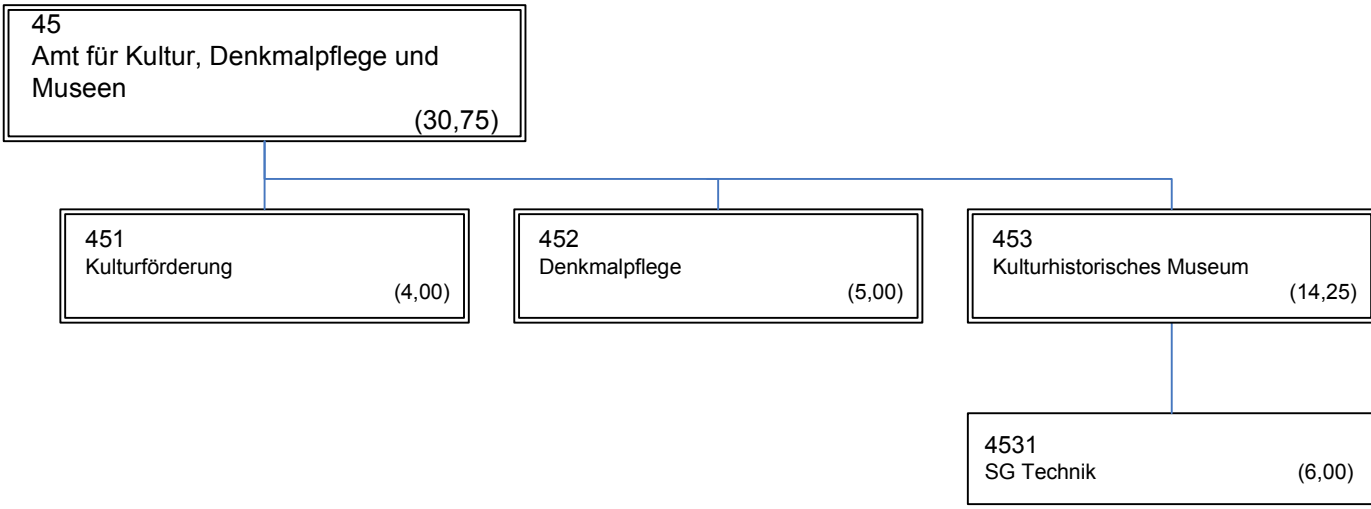 45
Amt für Kultur, Denkmalpflege und
Museen
(30,75)
451
Kulturförderung
(4,00)
452
Denkmalpflege
(5,00)
453
Kulturhistorisches Museum
(14,25)
4531
SG Technik (6,00)